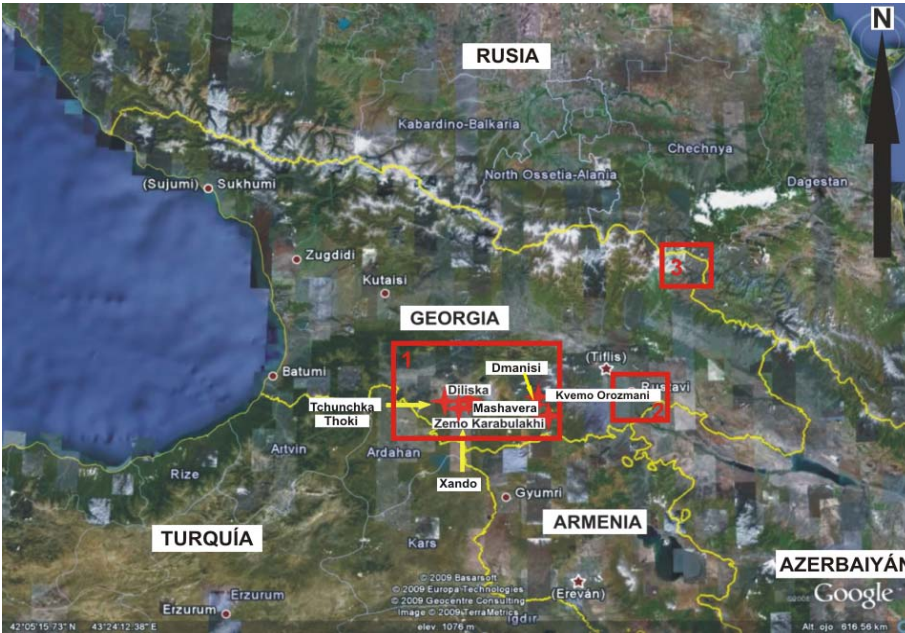 N
RUSIA
Kabardino-Balkaria
Chechnya
North Ossetia-Alania
Dagestan
(Sujumi) Sukhumi
Zugdidi
3
Kutaisi
GEORGIA
1
(Tiflis)
Dmanisi
Batumi
Diliska
Rustavi
Kvemo Orozmani
Tchunchka
Thoki
Mashavera
2
Zemo Karabulakhi
Artvin
Ardahan
Rize
Xando
Gyumri
TURQUÍA
ARMENIA
Kars
AZERBAIYÁN
© 2009 Basarsoft
© 2009 Europa Technologies
© 2009 Geocentre Consulting
Image © 2009 TerraMetrics
(Ereván)
©2008 Google
Erzurum
Erzurum
Igdir
42°05'15.73" N 43°24'12.38" E
elev. 1076 m
Alt. ojo 616.56 km